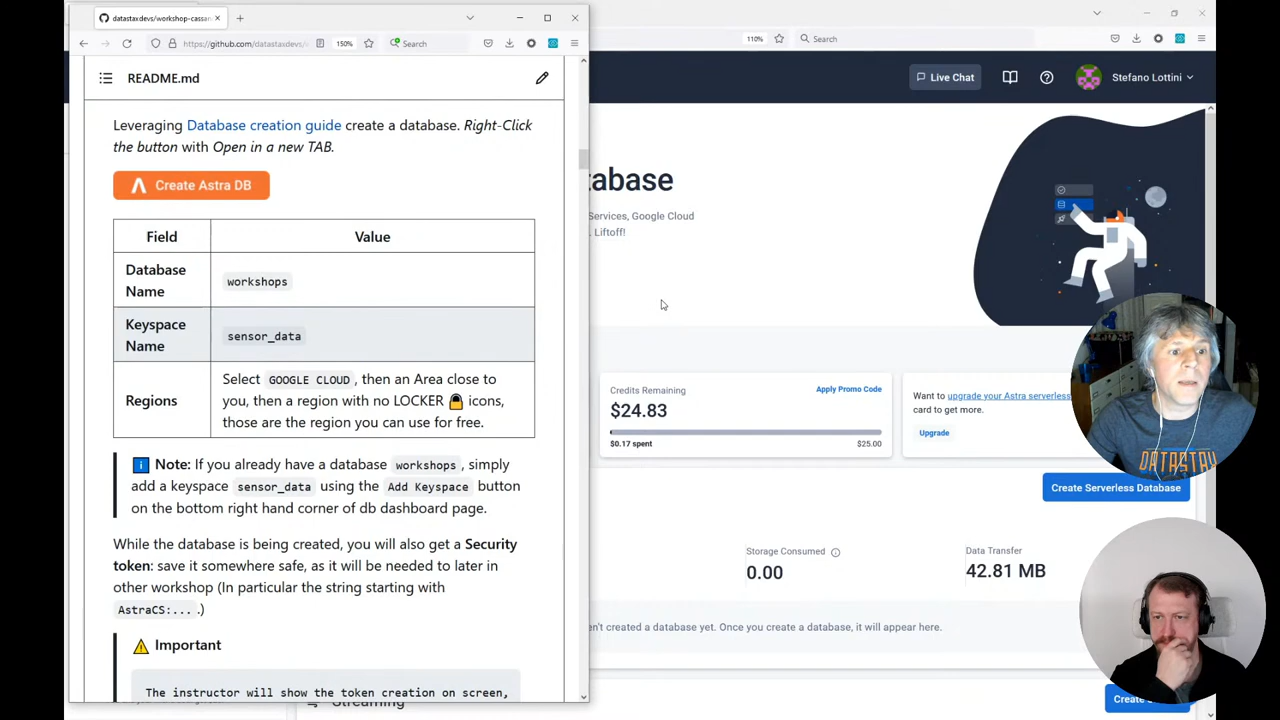 datastaxdevs/workshop-cassan
https://github.com/datastaxdevs/
150%
Search
110%
Search
README.md
Live Chat
Stefano Lottini
Leveraging Database creation guide create a database. Right-Click
the button with Open in a new TAB.
Create Astra DB
Field
Value
Database
Name
workshops
Keyspace
Name
sensor_data
Regions
Select GOOGLE CLOUD , then an Area close to
you, then a region with no LOCKER 🔒 icons,
those are the region you can use for free.
Note: If you already have a database workshops , simply
add a keyspace sensor_data using the Add Keyspace button
on the bottom right hand corner of db dashboard page.
While the database is being created, you will also get a Security
token: save it somewhere safe, as it will be needed to later in
other workshop (In particular the string starting with
AstraCS:... .)
Important
The instructor will show the token creation on screen,
tabase
Services, Google Cloud
Liftoff!
Credits Remaining
Apply Promo Code
$24.83
$0.17 spent
$25.00
Want to upgrade your Astra serverless
card to get more.
Upgrade
Create Serverless Database
Storage Consumed
0.00
Data Transfer
42.81 MB
en't created a database yet. Once you create a database, it will appear here.
Streaming
Create
DATASTAX